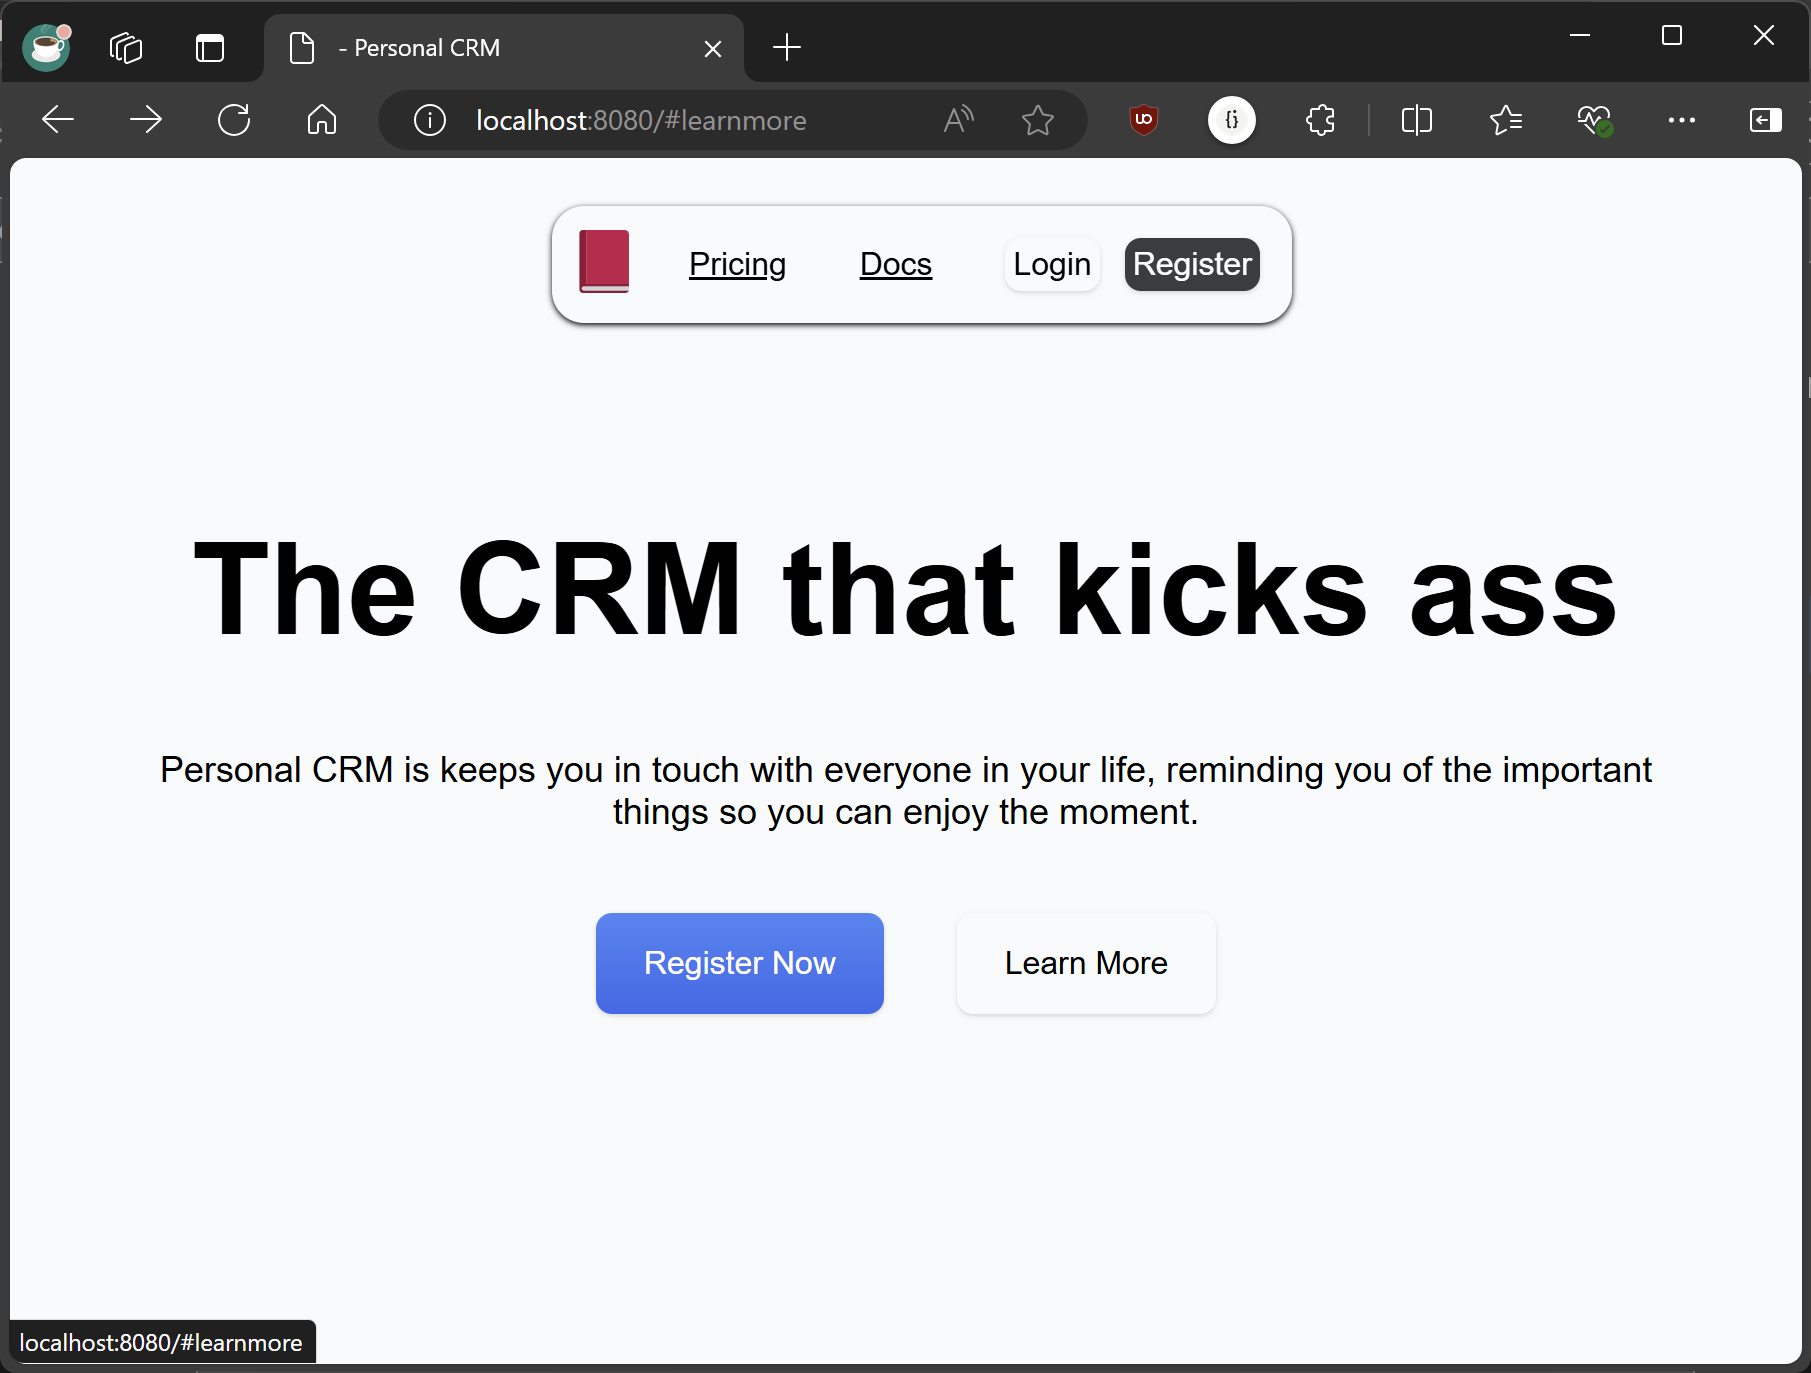 - Personal CRM
localhost:8080/#learnmore
Pricing Docs Login Register
The CRM that kicks ass
Personal CRM is keeps you in touch with everyone in your life, reminding you of the important
things so you can enjoy the moment.
Register Now Learn More
localhost:8080/#learnmore